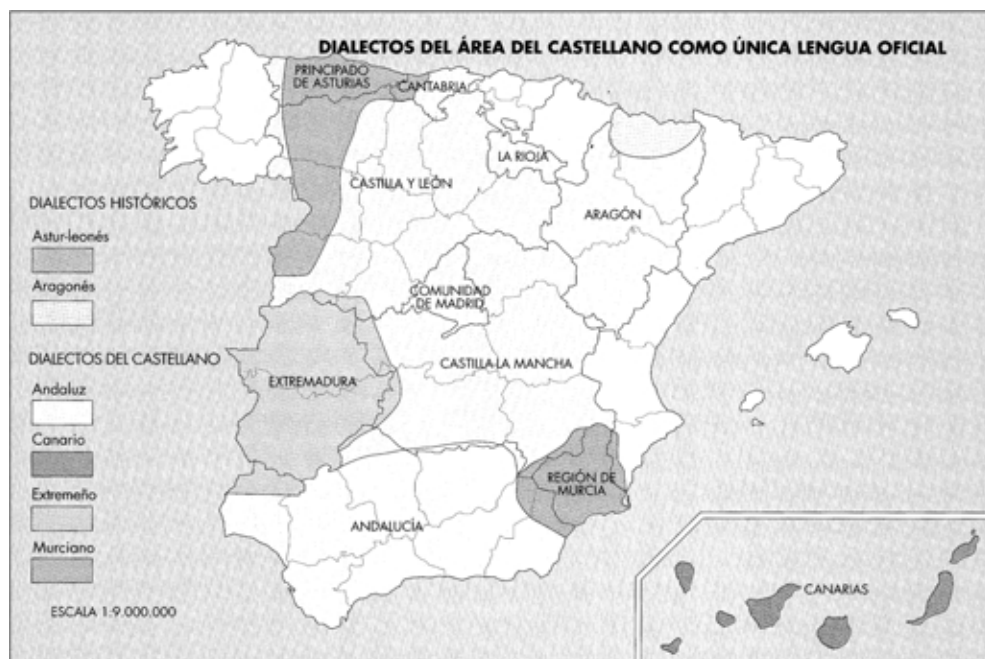 DIALECTOS DEL ÁREA DEL CASTELLANO COMO ÚNICA LENGUA OFICIAL
PRINCIPADO
DE ASTURIAS
CANTABRIA
LA RIOJA
CASTILLA Y LEÓN
ARAGÓN
COMUNIDAD
DE MADRID
CASTILLA-LA MANCHA
EXTREMADURA
REGIÓN DE
MURCIA
ANDALUCÍA
CANARIAS
DIALECTOS HISTÓRICOS
Astur-leonés
Aragonés
DIALECTOS DEL CASTELLANO
Andaluz
Canario
Extremeño
Murciano
ESCALA 1:9.000.000